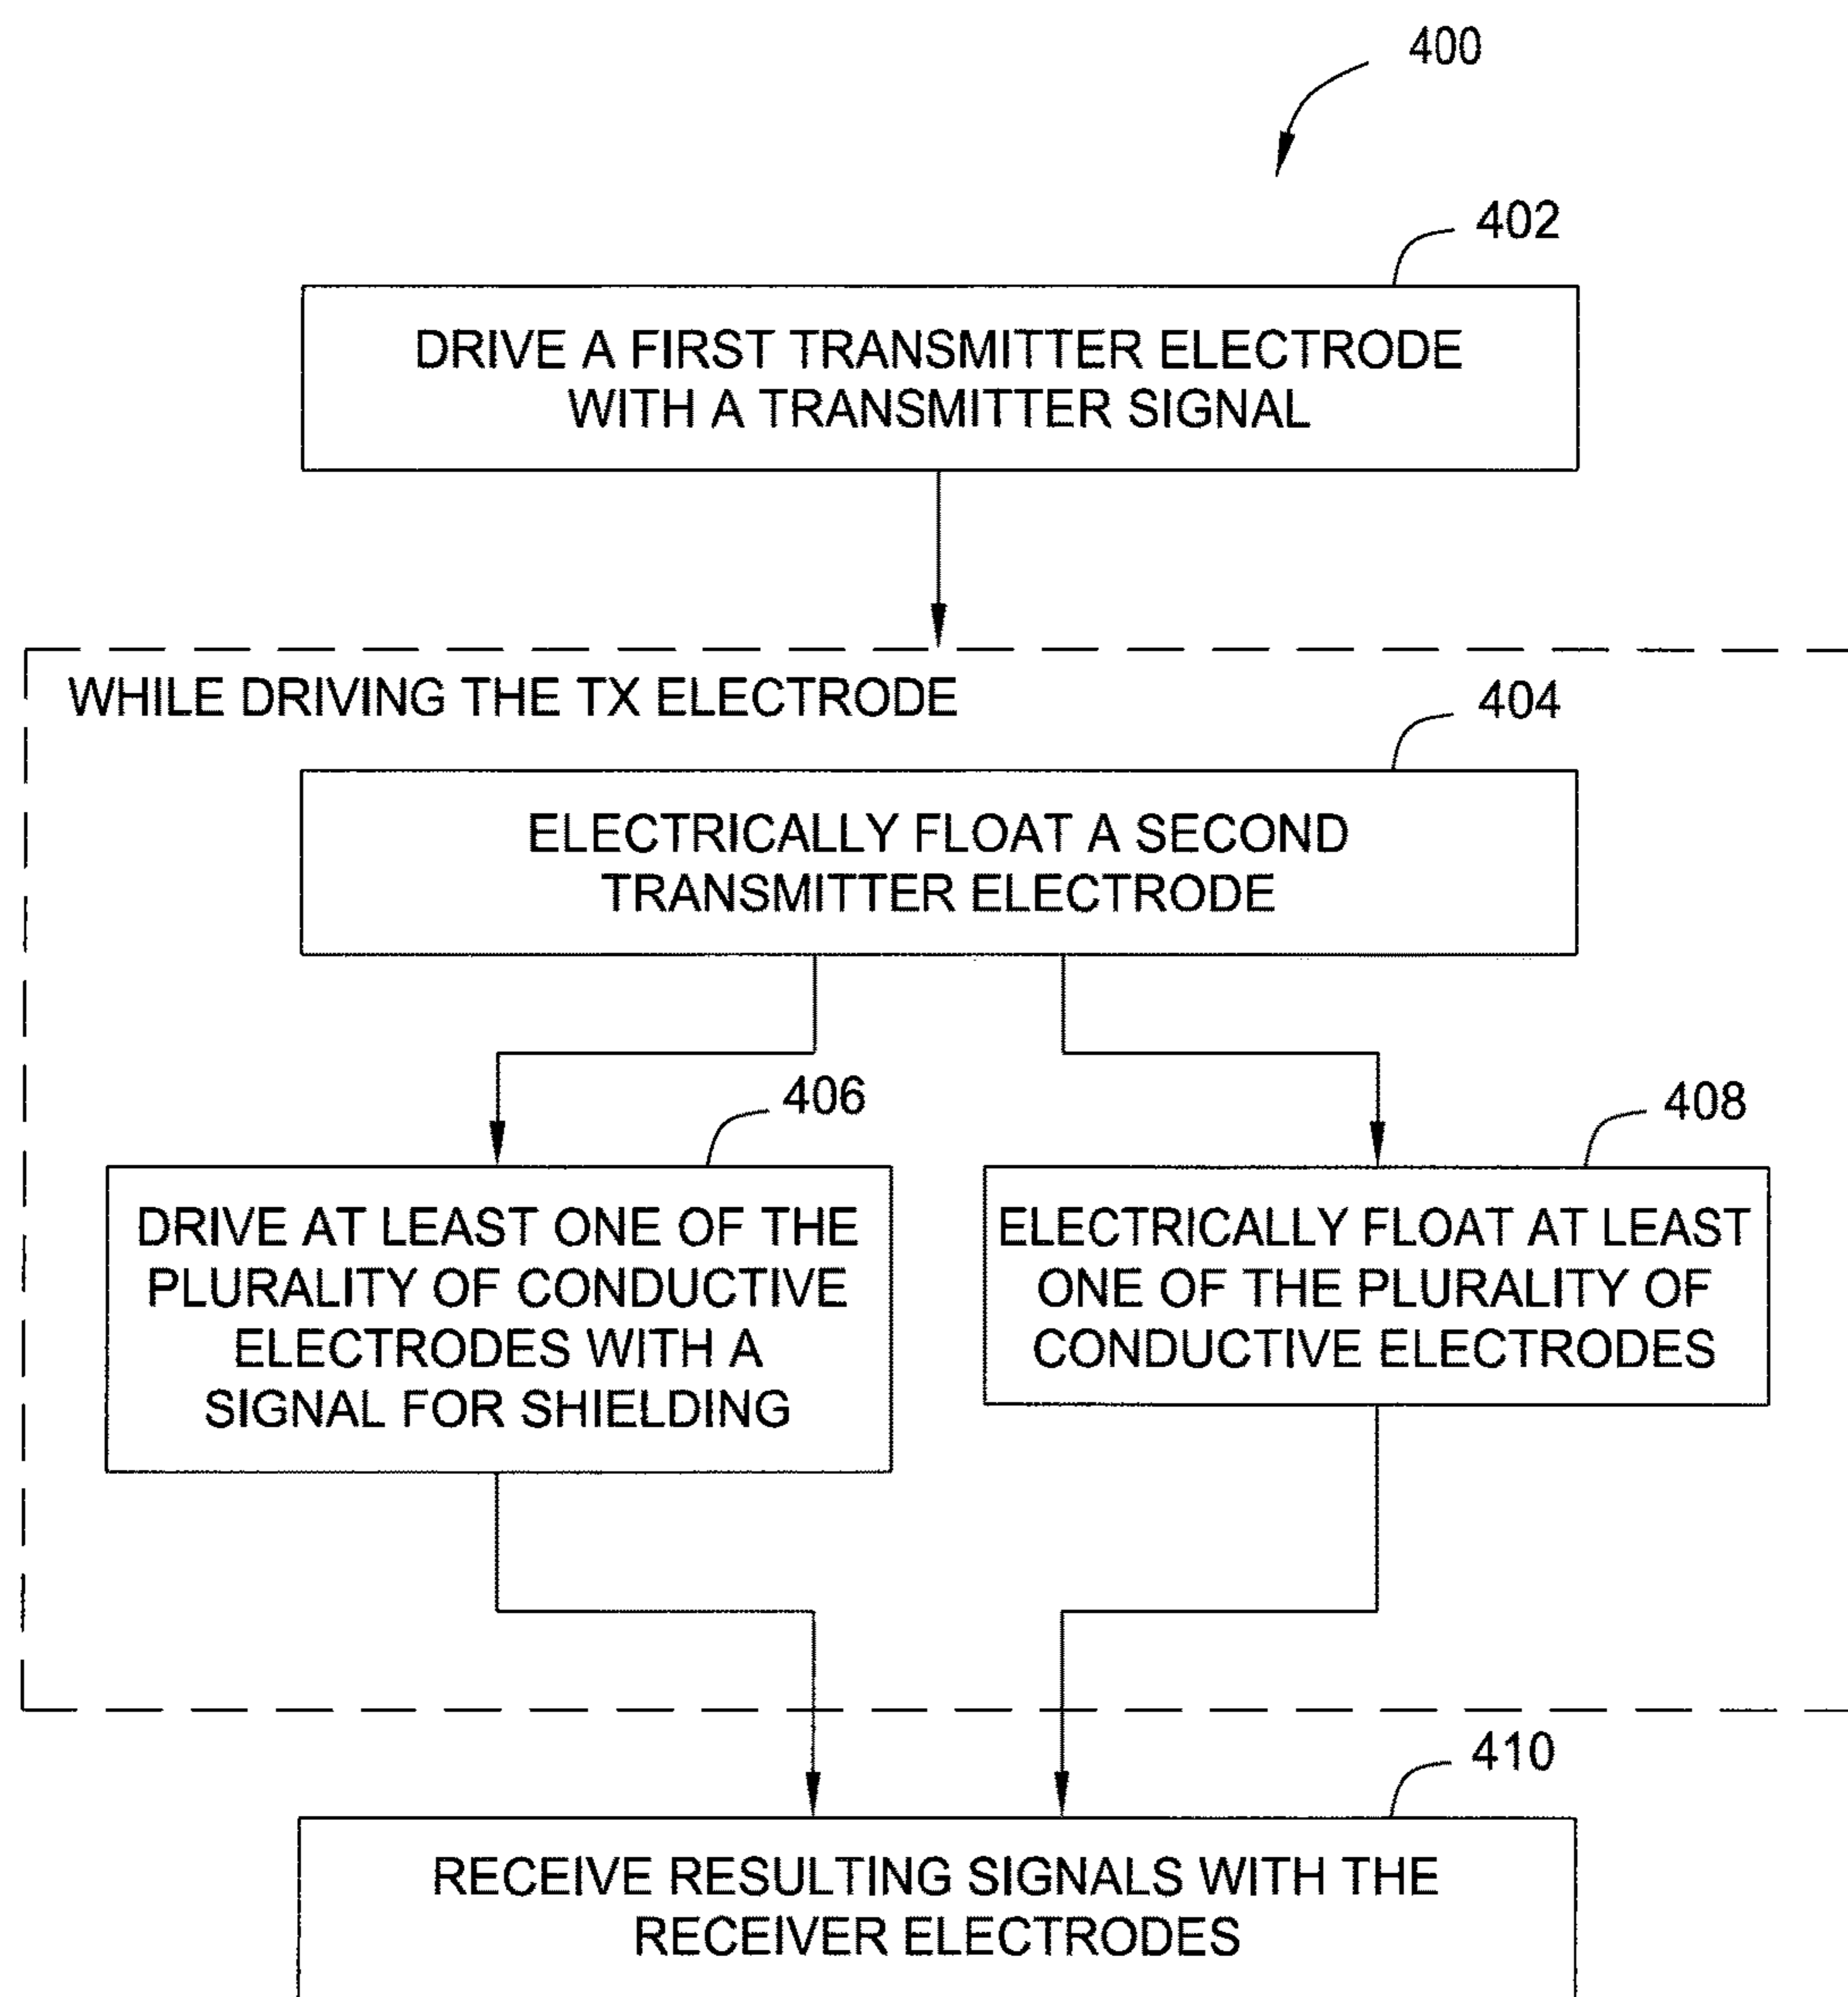 400
402
DRIVE A FIRST TRANSMITTER ELECTRODE
WITH A TRANSMITTER SIGNAL
WHILE DRIVING THE TX ELECTRODE
404
ELECTRICALLY FLOAT A SECOND
TRANSMITTER ELECTRODE
406
DRIVE AT LEAST ONE OF THE
PLURALITY OF CONDUCTIVE
ELECTRODES WITH A
SIGNAL FOR SHIELDING
408
ELECTRICALLY FLOAT AT LEAST
ONE OF THE PLURALITY OF
CONDUCTIVE ELECTRODES
410
RECEIVE RESULTING SIGNALS WITH THE
RECEIVER ELECTRODES